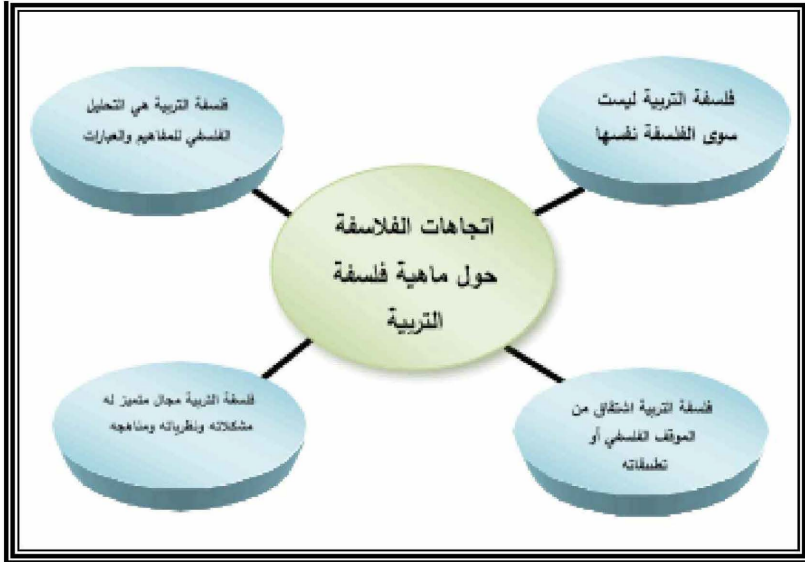 اتجاهات الفلاسفة
حول ماهية فلسفة
التربية
فلسفة التربية ليست
سوى الفلسفة نفسها
فلسفة التربية هي التحليل
الفلسفي للمفاهيم والعبارات
فلسفة التربية اشتقاق من
الموقف الفلسفي أو
تطبيقاته
فلسفة التربية مجال متميز له
مشكلاته ونظرياته ومناهجه